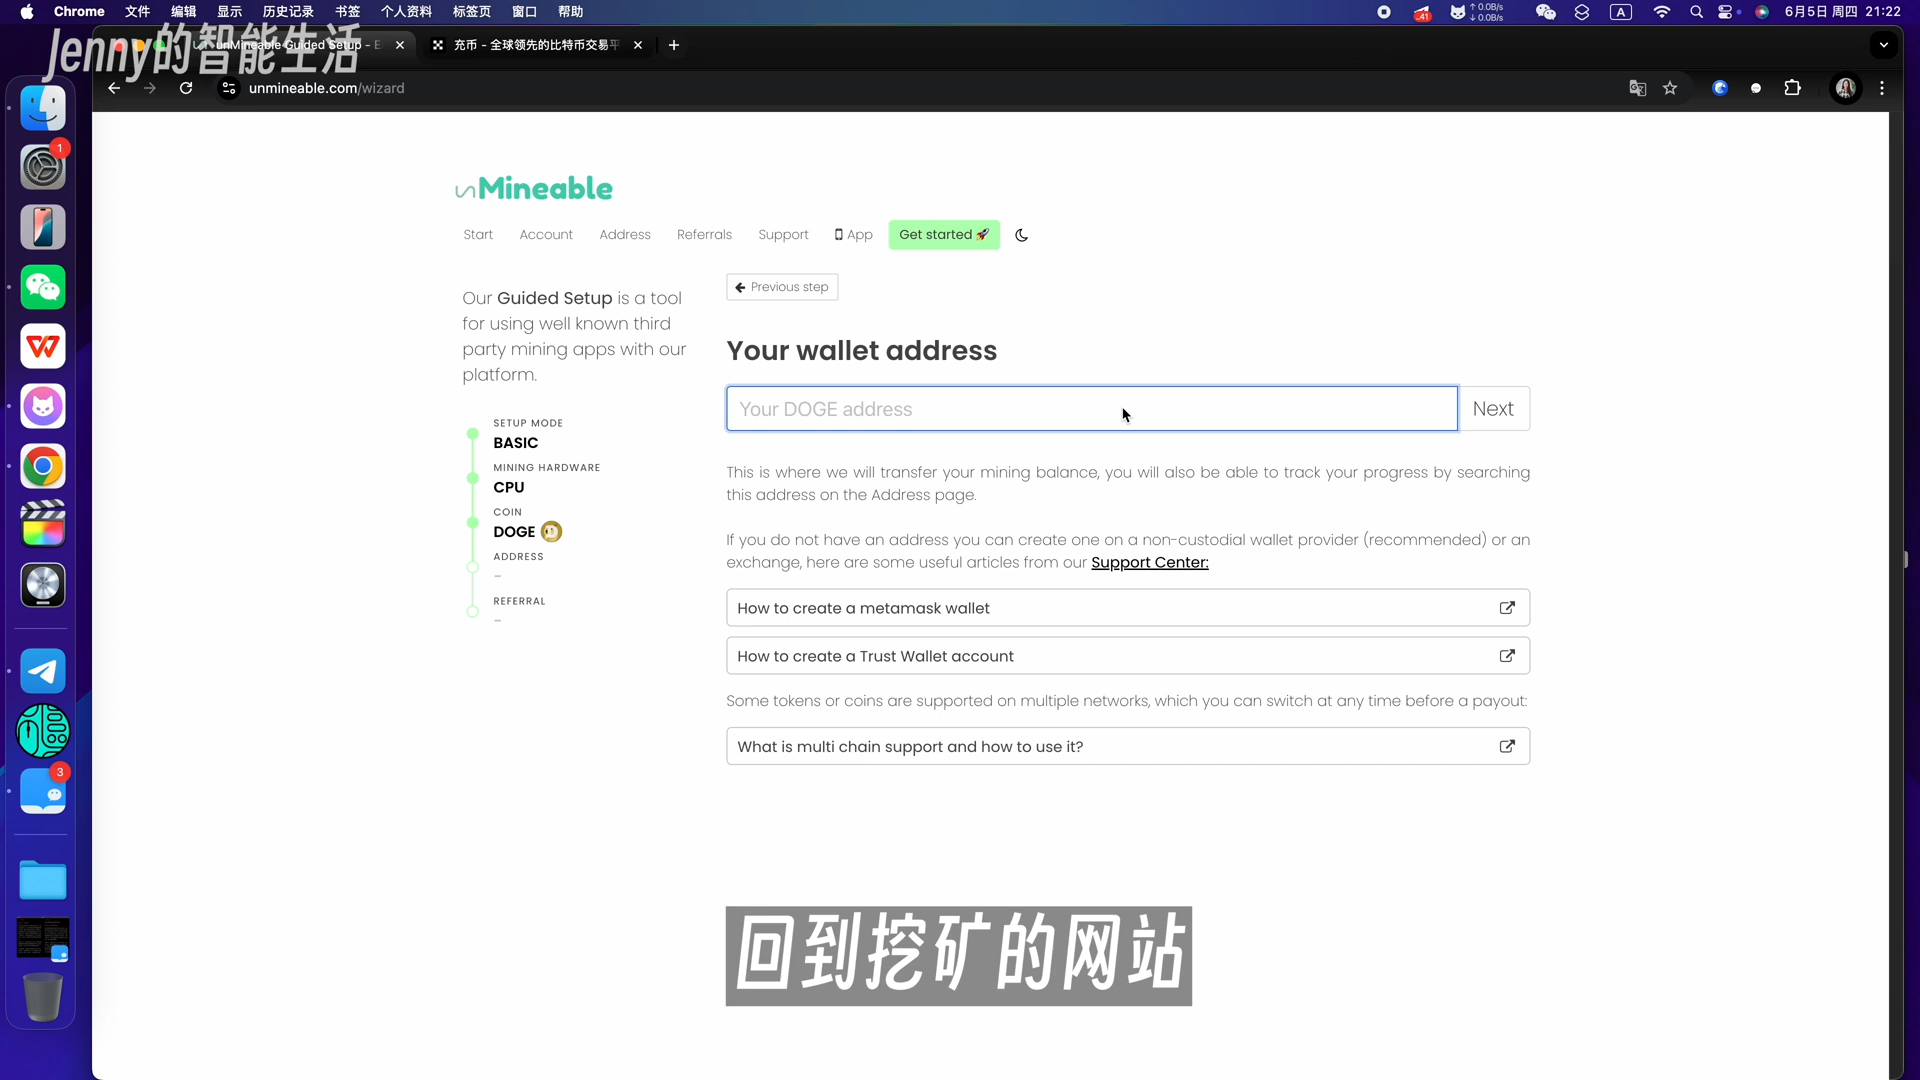 Chrome 文件 编辑 显示 历史记录 书签 个人资料 标签页 窗口 帮助
.41 ↑ 0.0B/s ↓ 0.0B/s A 6月5日 周四 21:22
Jenny的智能生活
unMineable Guided Setup - E
充币 - 全球领先的比特币交易平
unmineable.com/wizard
1
3
unMineable
Start Account Address Referrals Support App Get started 🚀
Our Guided Setup is a tool
for using well known third
party mining apps with our
platform.
SETUP MODE
BASIC
MINING HARDWARE
CPU
COIN
DOGE
ADDRESS
–
REFERRAL
–
Previous step
Your wallet address
Your DOGE address Next
This is where we will transfer your mining balance, you will also be able to track your progress by searching
this address on the Address page.
If you do not have an address you can create one on a non-custodial wallet provider (recommended) or an
exchange, here are some useful articles from our Support Center:
How to create a metamask wallet
How to create a Trust Wallet account
Some tokens or coins are supported on multiple networks, which you can switch at any time before a payout:
What is multi chain support and how to use it?
回到挖矿的网站